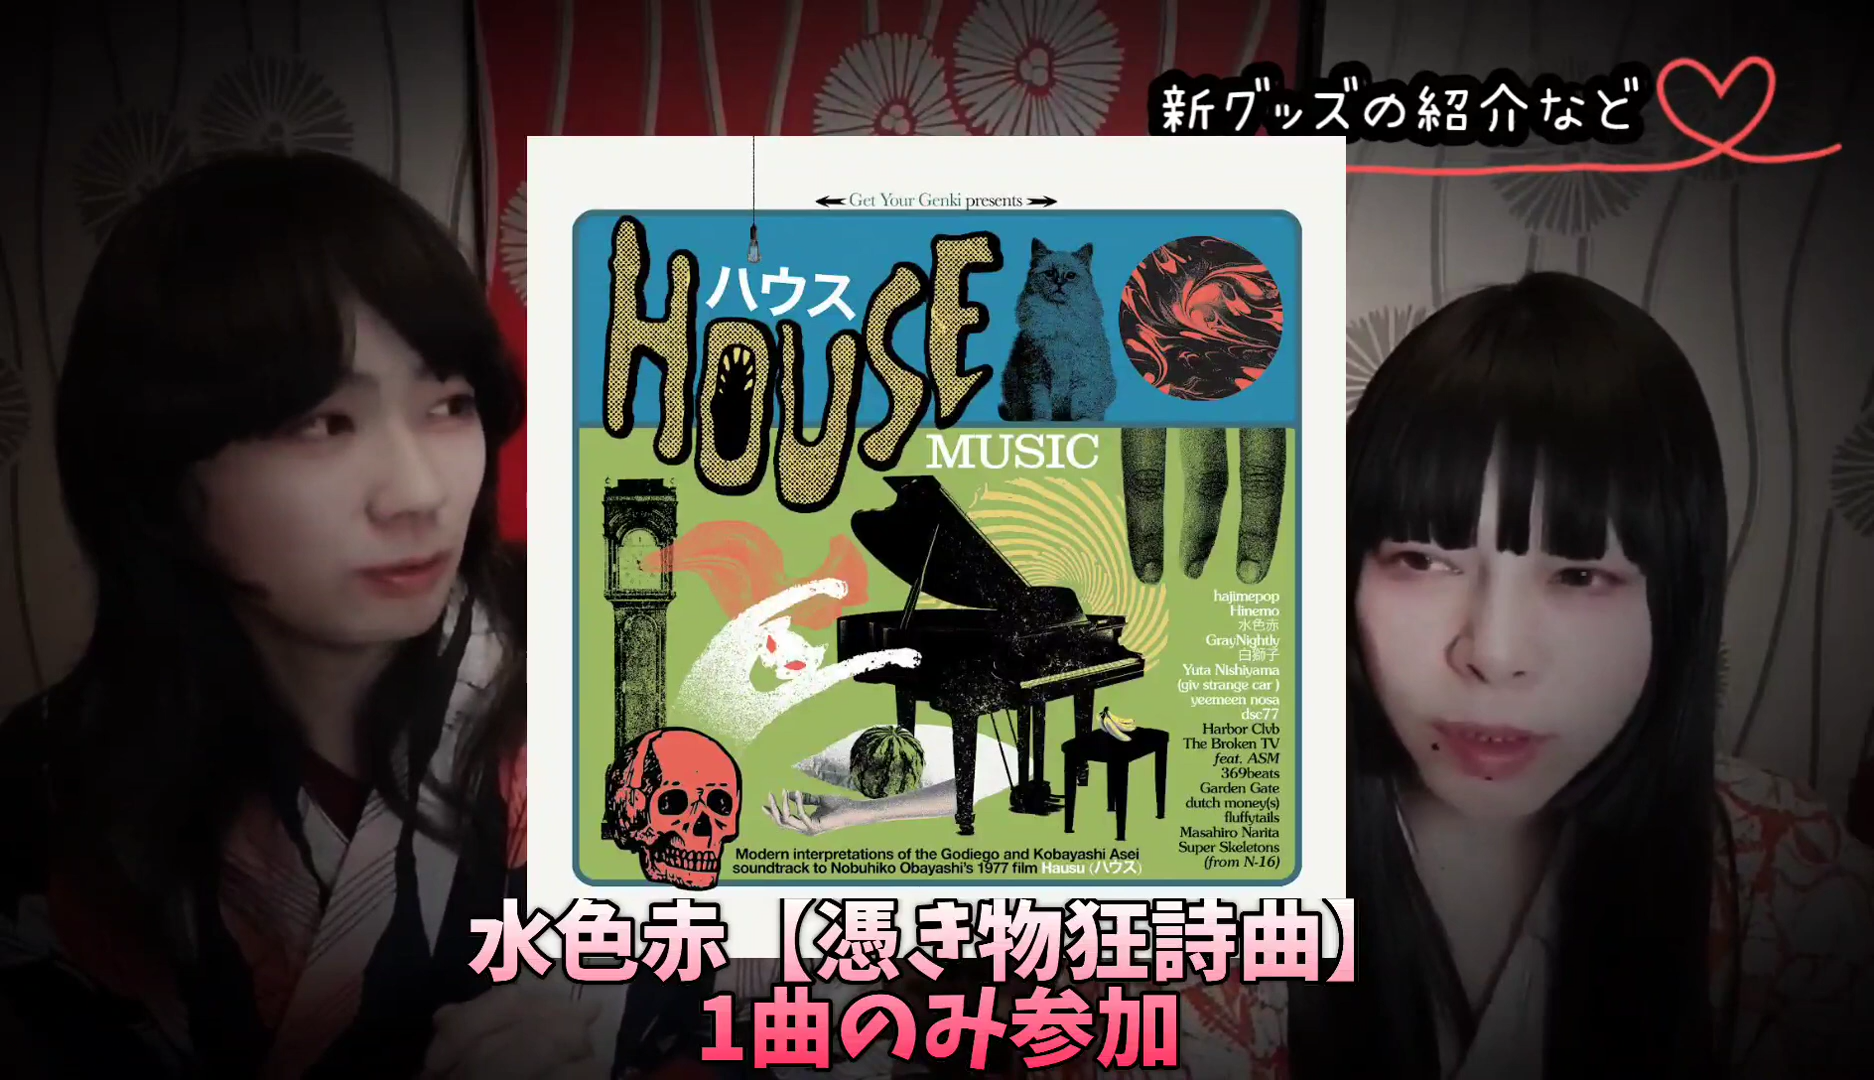 新グッズの紹介など
Get Your Genki presents
HOUSE
ハウス
MUSIC
hajimepop
Hinemo
水色赤
GrayNightly
白獅子
Yuta Nishiyama
(giv strange car )
yeemeen nosa
dsc77
Harbor Clvb
The Broken TV
feat. ASM
369beats
Garden Gate
dutch money(s)
fluffytails
Masahiro Narita
Super Skeletons
(from N-16)
Modern interpretations of the Godiego and Kobayashi Asei
soundtrack to Nobuhiko Obayashi's 1977 film Hausu (ハウス)
水色赤【憑き物狂詩曲】
1曲のみ参加